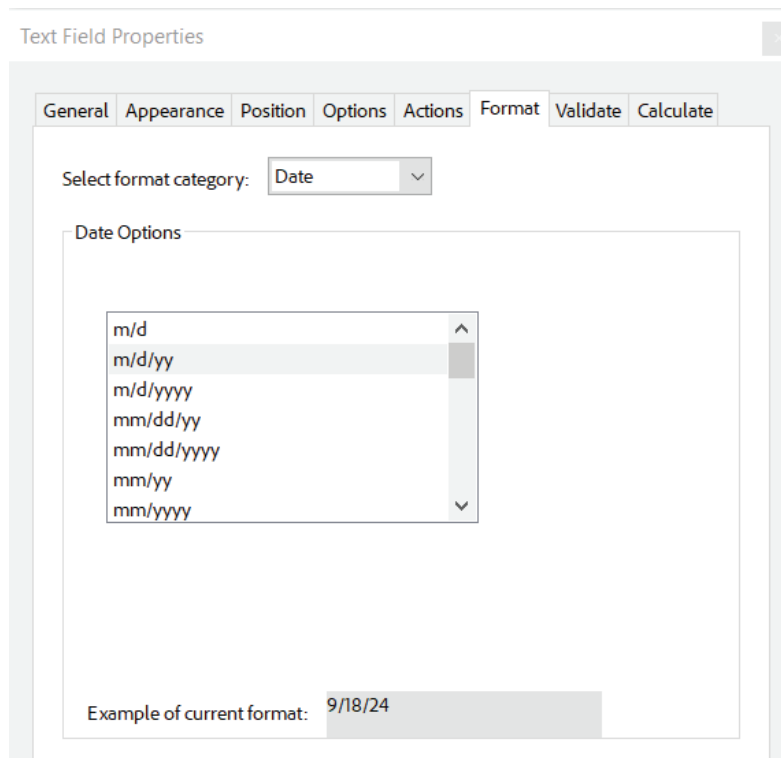 Text Field Properties
General Appearance Position Options Actions Format Validate Calculate
Select format category: Date
Date Options
m/d
m/d/yy
m/d/yyyy
mm/dd/yy
mm/dd/yyyy
mm/yy
mm/yyyy
Example of current format: 9/18/24